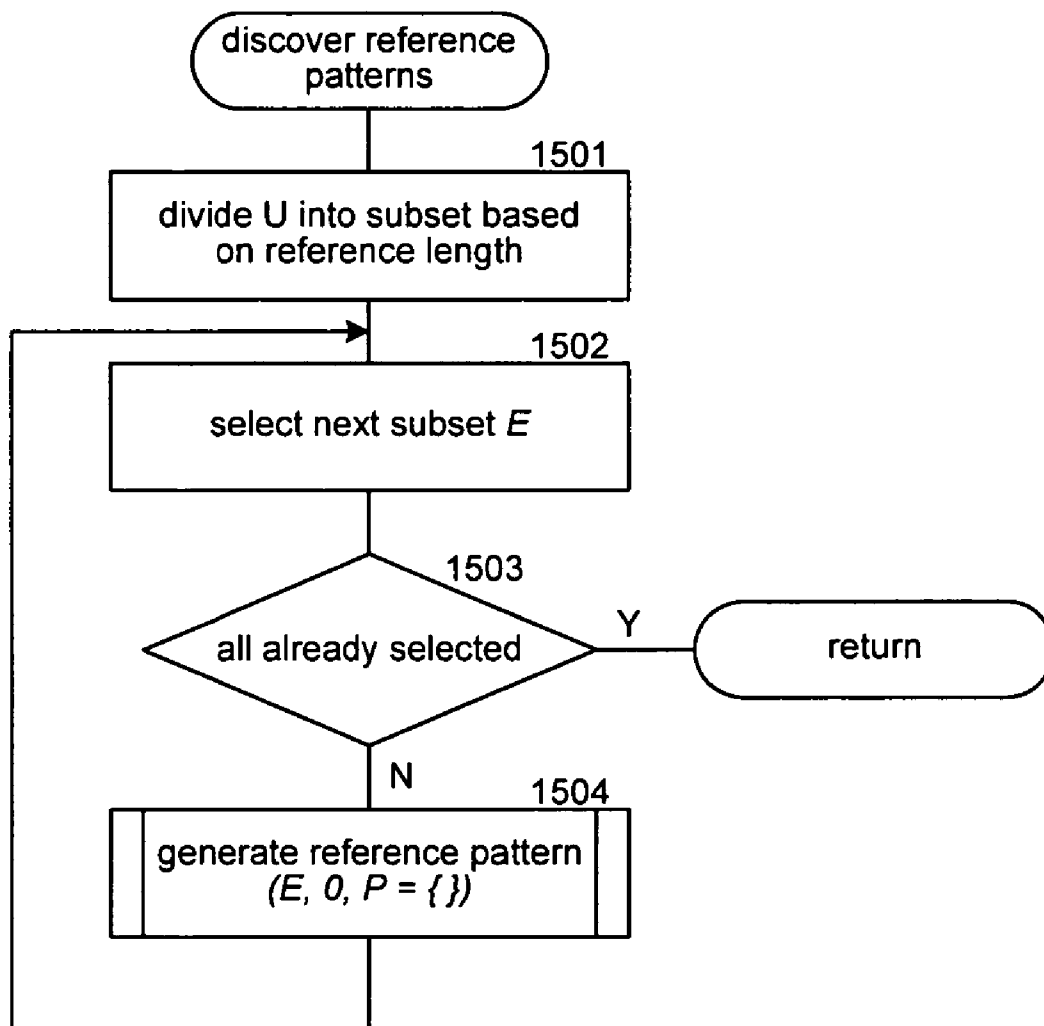 discover reference
patterns
1501
divide U into subset based
on reference length
1502
select next subset E
1503
all already selected
Y
return
N
1504
generate reference pattern
(E, 0, P = { })